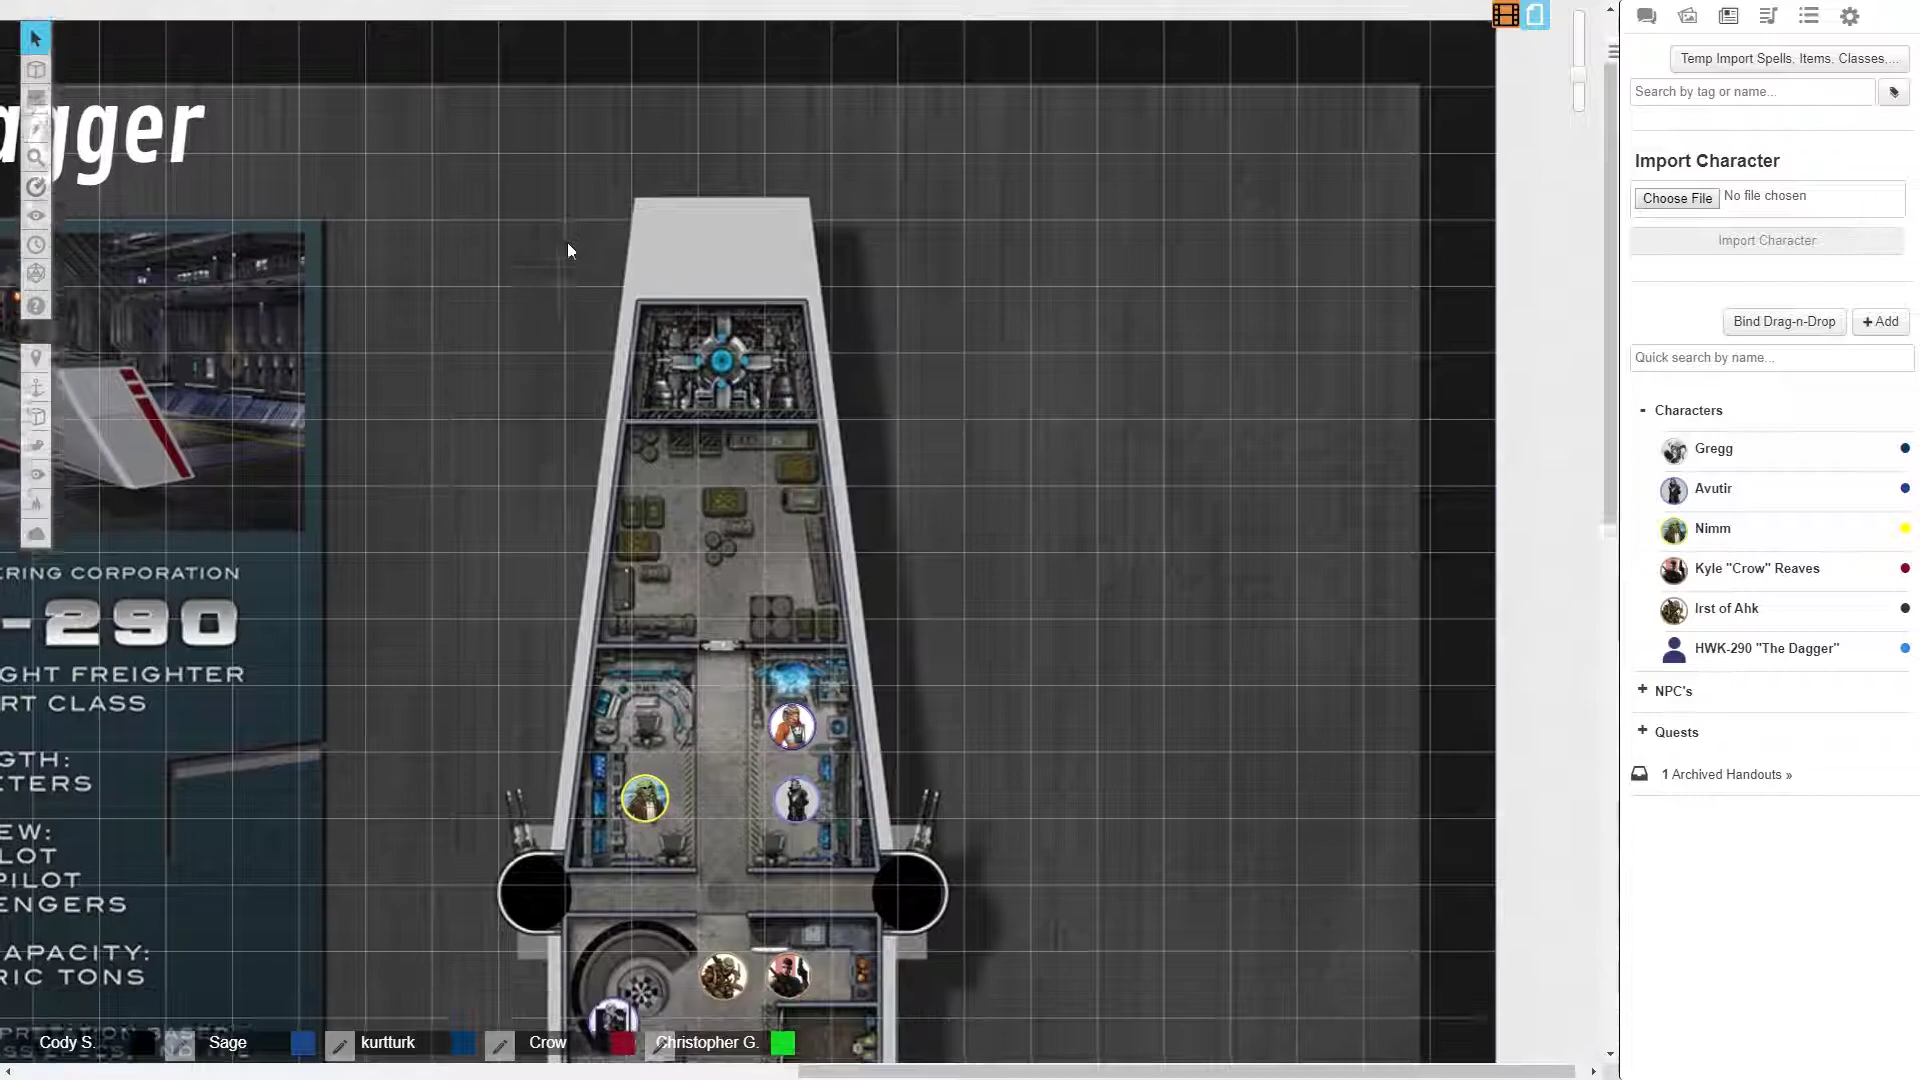 agger
ERING CORPORATION
-290
GHT FREIGHTER
RT CLASS
GTH:
ETERS
EW:
LOT
PILOT
ENGERS
APACITY:
RIC TONS
Cody S.
Sage
kurtturk
Crow
Christopher G.
Temp Import Spells, Items, Classes,...
Search by tag or name...
Import Character
Choose File No file chosen
Import Character
Bind Drag-n-Drop
+ Add
Quick search by name...
- Characters
Gregg
Avutir
Nimm
Kyle "Crow" Reaves
Irst of Ahk
HWK-290 "The Dagger"
+ NPC's
+ Quests
1 Archived Handouts »